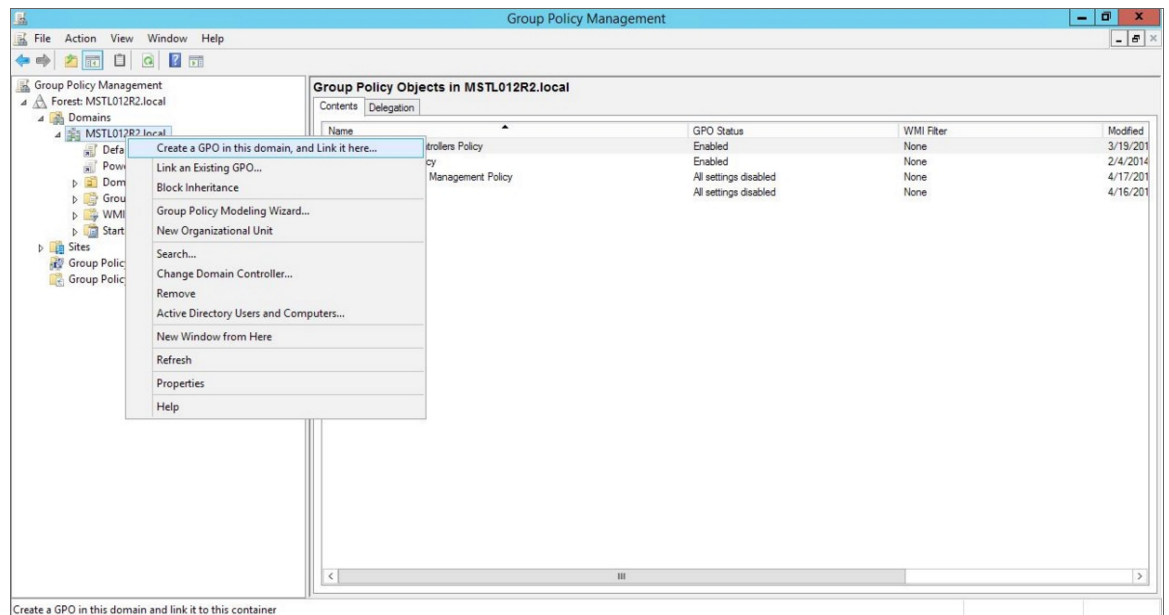 Group Policy Management
File Action View Window Help
Group Policy Management
Forest: MSTL012R2.local
Domains
MSTL012R2.local
Defa
Powe
Dom
Grou
WMI
Start
Sites
Group Polic
Group Polic
Create a GPO in this domain, and Link it here...
Link an Existing GPO...
Block Inheritance
Group Policy Modeling Wizard...
New Organizational Unit
Search...
Change Domain Controller...
Remove
Active Directory Users and Computers...
New Window from Here
Refresh
Properties
Help
Group Policy Objects in MSTL012R2.local
Contents Delegation
Name GPO Status WMI Filter Modified
trollers Policy Enabled None 3/19/201
cy Enabled None 2/4/2014
Management Policy All settings disabled None 4/17/201
All settings disabled None 4/16/201
Create a GPO in this domain and link it to this container